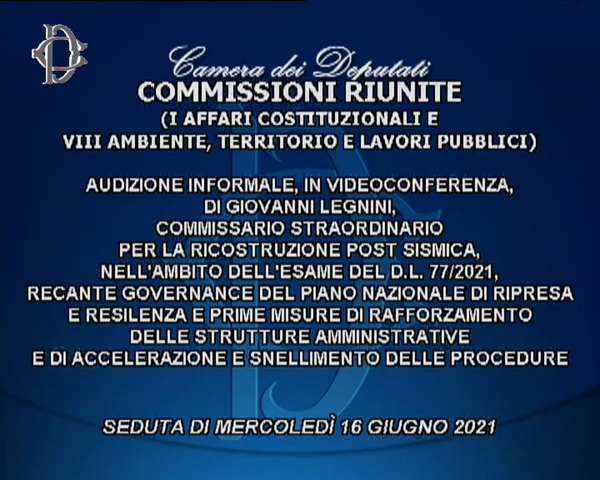 Camera dei Deputati
COMMISSIONI RIUNITE
(I AFFARI COSTITUZIONALI E
VIII AMBIENTE, TERRITORIO E LAVORI PUBBLICI)
AUDIZIONE INFORMALE, IN VIDEOCONFERENZA,
DI GIOVANNI LEGNINI,
COMMISSARIO STRAORDINARIO
PER LA RICOSTRUZIONE POST SISMICA,
NELL'AMBITO DELL'ESAME DEL D.L. 77/2021,
RECANTE GOVERNANCE DEL PIANO NAZIONALE DI RIPRESA
E RESILENZA E PRIME MISURE DI RAFFORZAMENTO
DELLE STRUTTURE AMMINISTRATIVE
E DI ACCELERAZIONE E SNELLIMENTO DELLE PROCEDURE
SEDUTA DI MERCOLEDÌ 16 GIUGNO 2021